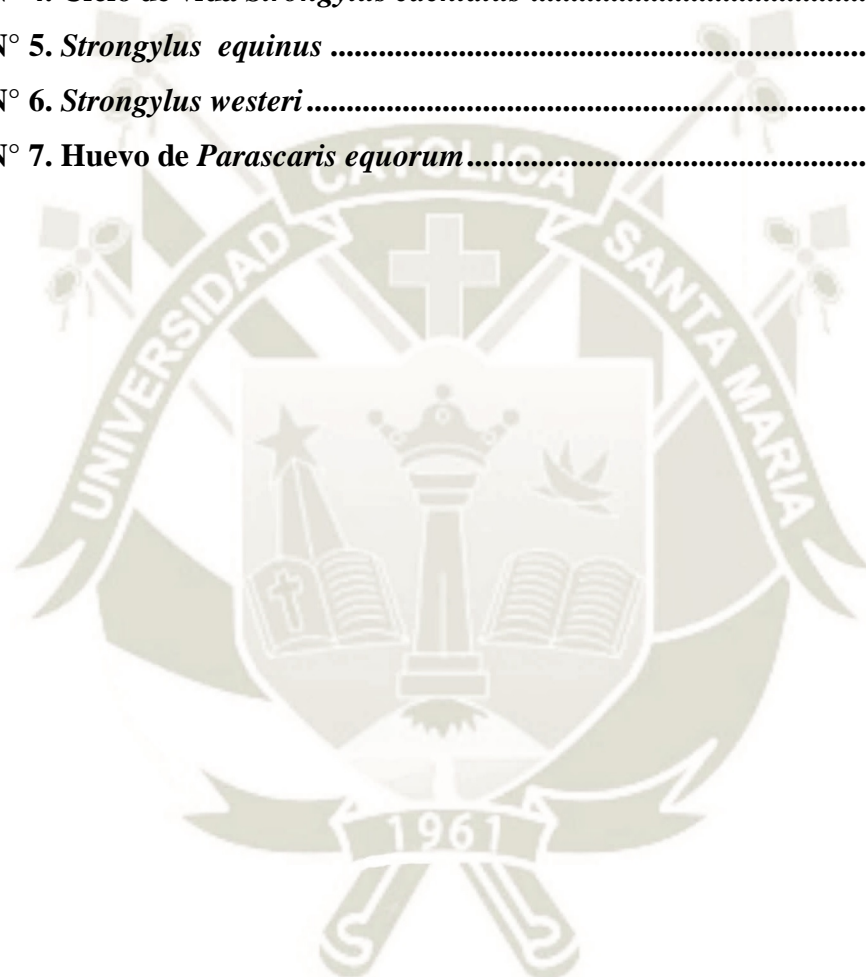 N° 5. Strongylus equinus ....................................................................
N° 6. Strongylus westeri .......................................................................
N° 7. Huevo de Parascaris equorum ..................................................
UNIVERSIDAD CATOLICA SANTA MARIA
1961